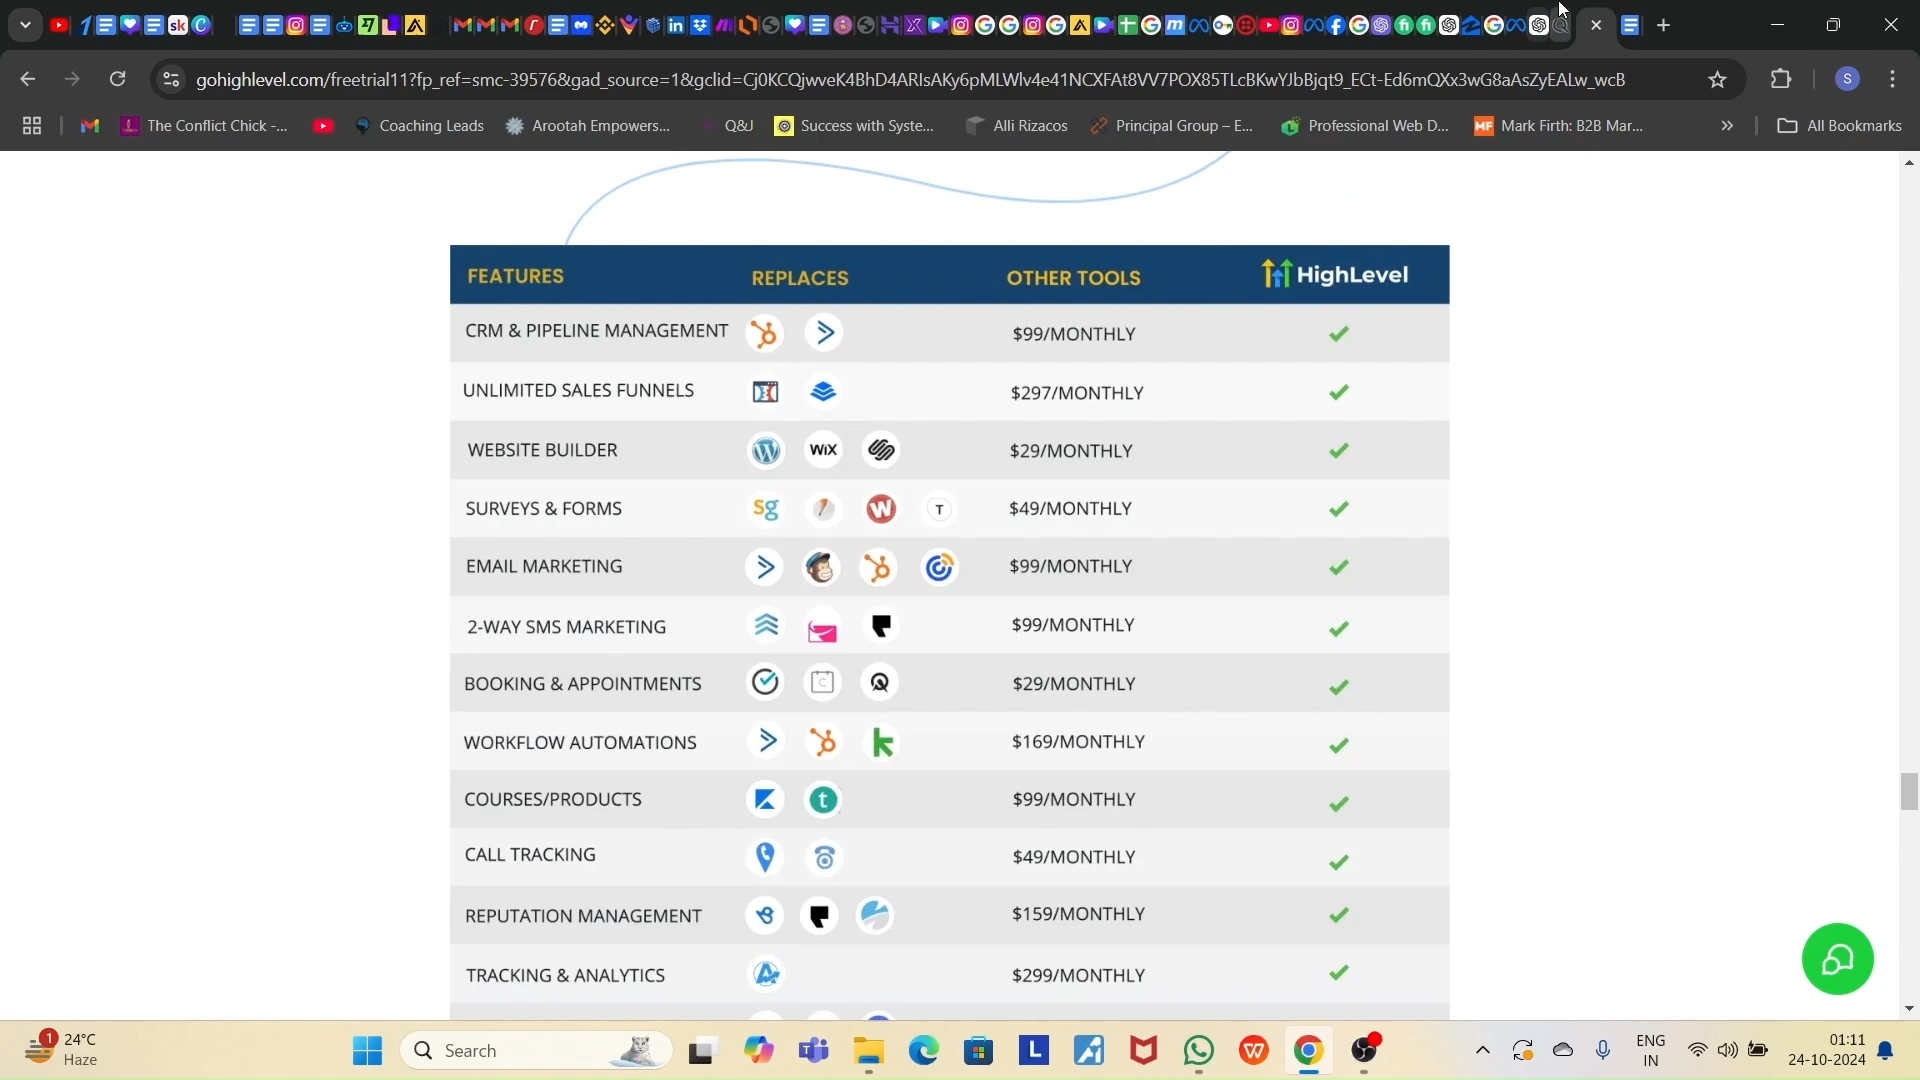 gohighlevel.com/freetrial11?fp_ref=smc-39576&gad_source=1&gclid=Cj0KCQjwveK4BhD4ARIsAKy6pMLWlv4e41NCXFAt8VV7POX85TLcBKwYJbBjqt9_ECt-Ed6mQXx3wG8aAsZyEALw_wcB
S
The Conflict Chick -...
Coaching Leads
Arootah Empowers...
Q&J
Success with Syste...
Alli Rizacos
Principal Group – E...
Professional Web D...
MF Mark Firth: B2B Mar...
All Bookmarks
FEATURES REPLACES OTHER TOOLS HighLevel
CRM & PIPELINE MANAGEMENT $99/MONTHLY
UNLIMITED SALES FUNNELS $297/MONTHLY
WEBSITE BUILDER WiX $29/MONTHLY
SURVEYS & FORMS sg W T $49/MONTHLY
EMAIL MARKETING $99/MONTHLY
2-WAY SMS MARKETING $99/MONTHLY
BOOKING & APPOINTMENTS $29/MONTHLY
WORKFLOW AUTOMATIONS k $169/MONTHLY
COURSES/PRODUCTS t $99/MONTHLY
CALL TRACKING $49/MONTHLY
REPUTATION MANAGEMENT $159/MONTHLY
TRACKING & ANALYTICS $299/MONTHLY
1 24°C
Haze
Search
L
ENG
IN
01:11
24-10-2024